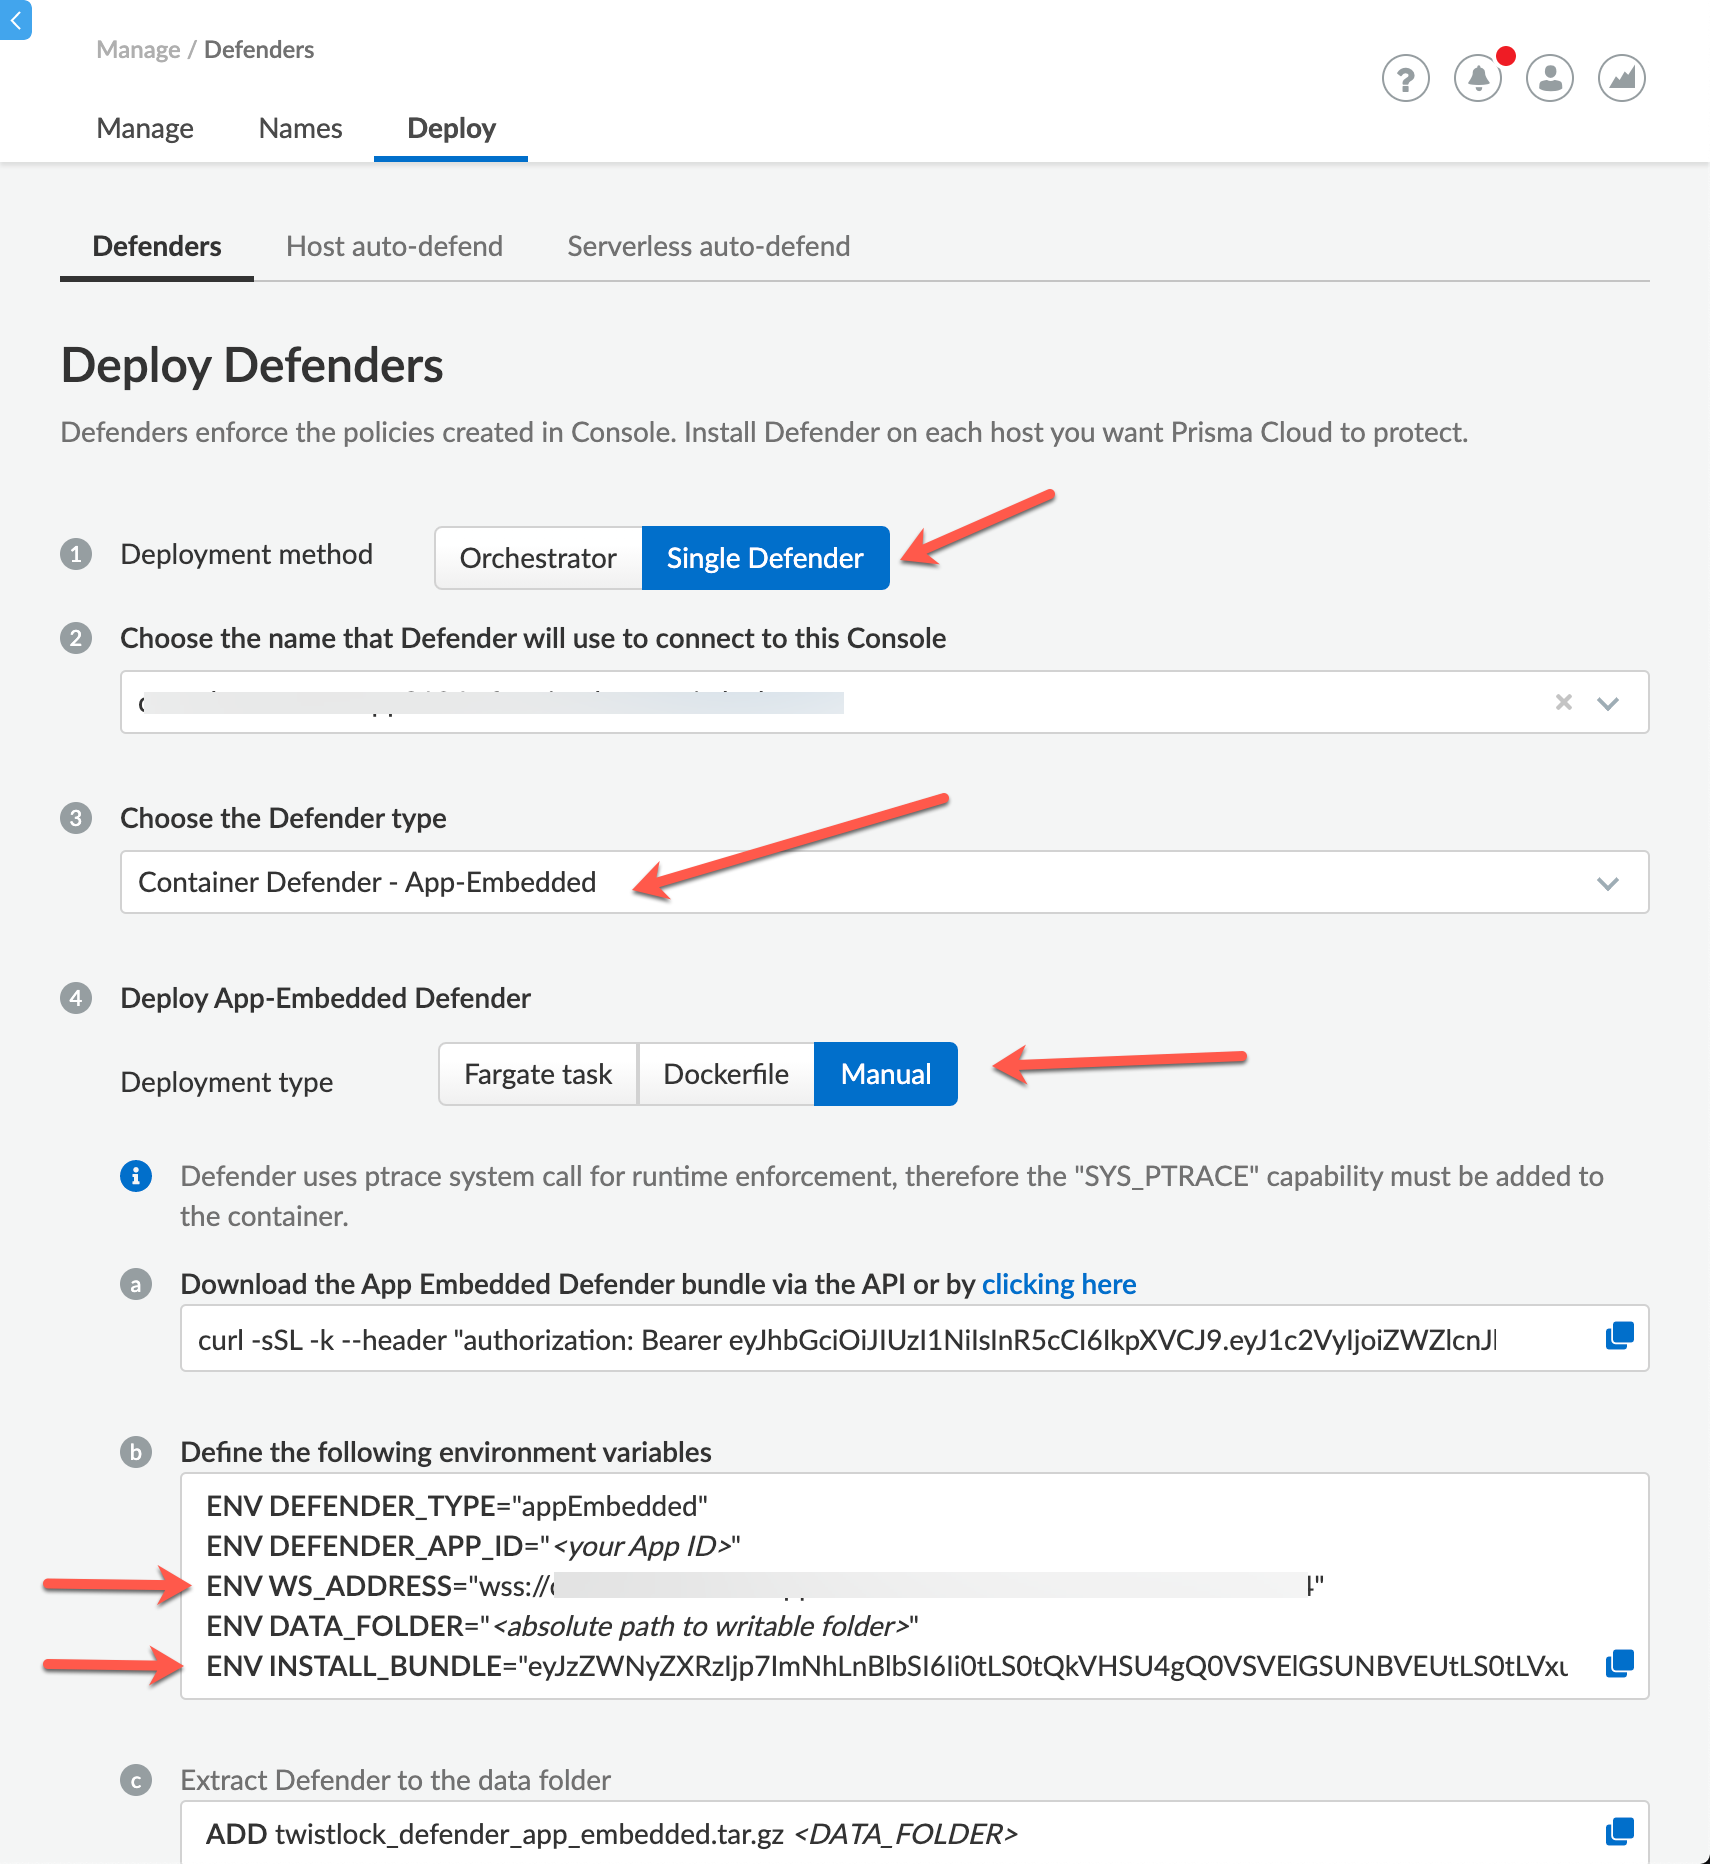 Manage / Defenders
Manage Names Deploy
Defenders Host auto-defend Serverless auto-defend
Deploy Defenders
Defenders enforce the policies created in Console. Install Defender on each host you want Prisma Cloud to protect.
1 Deployment method Orchestrator Single Defender
2 Choose the name that Defender will use to connect to this Console
3 Choose the Defender type
Container Defender - App-Embedded
4 Deploy App-Embedded Defender
Deployment type Fargate task Dockerfile Manual
Defender uses ptrace system call for runtime enforcement, therefore the "SYS_PTRACE" capability must be added to
the container.
a Download the App Embedded Defender bundle via the API or by clicking here
curl -sSL -k --header "authorization: Bearer eyJhbGciOiJIUzI1NiIsInR5cCI6IkpXVCJ9.eyJ1c2VyIjoiZWZlcnJl
b Define the following environment variables
ENV DEFENDER_TYPE="appEmbedded"
ENV DEFENDER_APP_ID="<your App ID>"
ENV WS_ADDRESS="wss://
ENV DATA_FOLDER="<absolute path to writable folder>"
ENV INSTALL_BUNDLE="eyJzZWNyZXRzIjp7ImNhLnBlbSI6Ii0tLS0tQkVHSU4gQ0VSVElGSUNBVEUtLS0tLVxu
c Extract Defender to the data folder
ADD twistlock_defender_app_embedded.tar.gz <DATA_FOLDER>